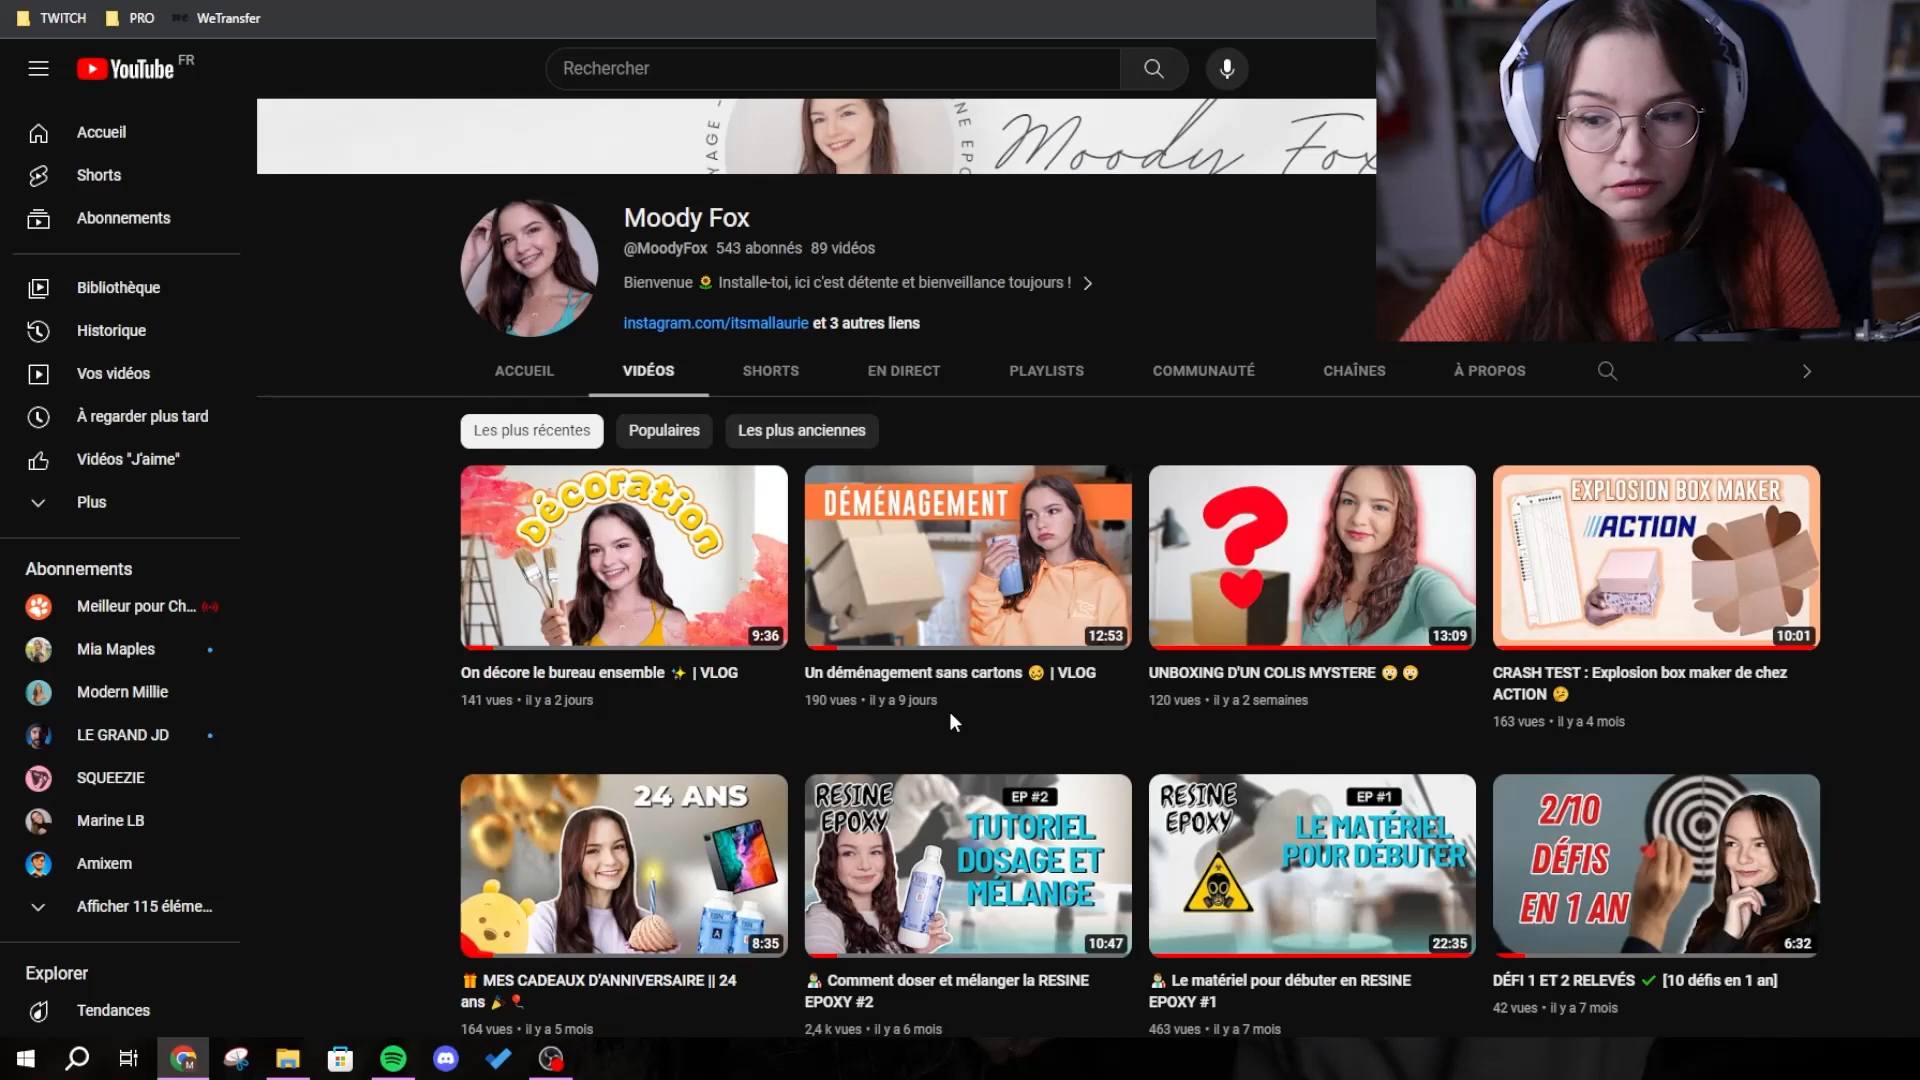 TWITCH
PRO
WeTransfer
YouTube FR
Rechercher
Accueil
Shorts
Abonnements
Bibliothèque
Historique
Vos vidéos
À regarder plus tard
Vidéos "J'aime"
Plus
Abonnements
Meilleur pour Ch...
Mia Maples
Modern Millie
LE GRAND JD
SQUEEZIE
Marine LB
Amixem
Afficher 115 éléme...
Explorer
Tendances
YAGE -
NE EPO
Moody Fox
Moody Fox
@MoodyFox 543 abonnés 89 vidéos
Bienvenue 🌻 Installe-toi, ici c'est détente et bienveillance toujours !
instagram.com/itsmallaurie et 3 autres liens
ACCUEIL
VIDÉOS
SHORTS
EN DIRECT
PLAYLISTS
COMMUNAUTÉ
CHAÎNES
À PROPOS
Les plus récentes
Populaires
Les plus anciennes
Décoration
9:36
On décore le bureau ensemble ✨ | VLOG
141 vues • il y a 2 jours
DÉMÉNAGEMENT
12:53
Un déménagement sans cartons 🥴 | VLOG
190 vues • il y a 9 jours
13:09
UNBOXING D'UN COLIS MYSTERE 😲 😲
120 vues • il y a 2 semaines
EXPLOSION BOX MAKER
///ACTION
10:01
CRASH TEST : Explosion box maker de chez
ACTION 🤔
163 vues • il y a 4 mois
24 ANS
A
8:35
🎁 MES CADEAUX D'ANNIVERSAIRE || 24
ans 🎉🎈
164 vues • il y a 5 mois
RESINE
EPOXY
EP #2
TUTORIEL
DOSAGE ET
MÉLANGE
10:47
👩‍🔬 Comment doser et mélanger la RESINE
EPOXY #2
2,4 k vues • il y a 6 mois
RESINE
EPOXY
EP #1
LE MATÉRIEL
POUR DÉBUTER
22:35
👩‍🔬 Le matériel pour débuter en RESINE
EPOXY #1
463 vues • il y a 7 mois
2/10
DÉFIS
EN 1 AN
6:32
DÉFI 1 ET 2 RELEVÉS ✔ [10 défis en 1 an]
42 vues • il y a 7 mois